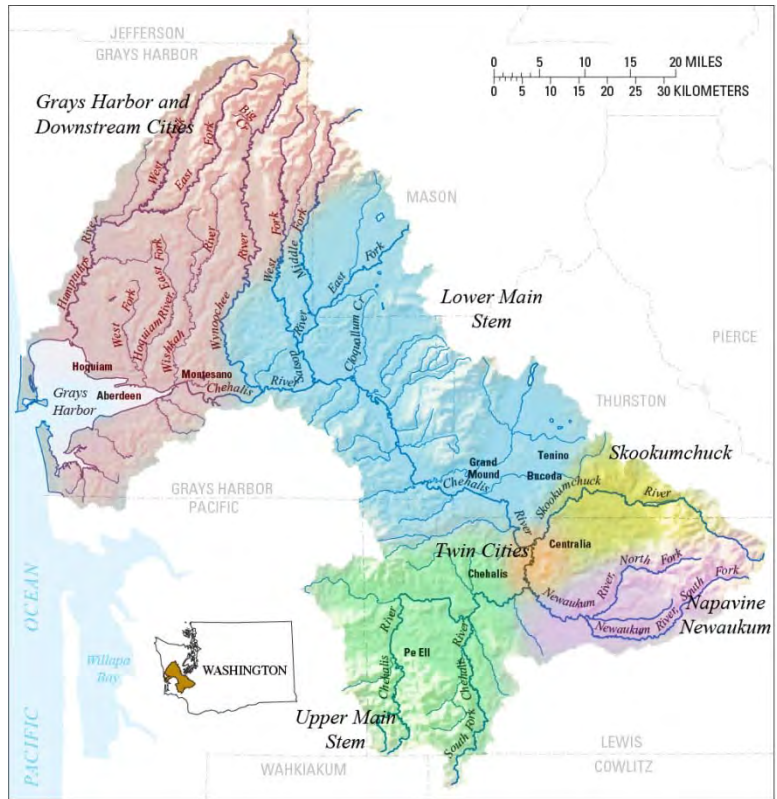 JEFFERSON
GRAYS HARBOR
0 5 10 15 20 MILES
0 5 10 15 20 25 30 KILOMETERS
Grays Harbor and
Downstream Cities
West
East
Fork
Big
Cr
MASON
West
Fork
Middle
Fork
East
Fork
River
River
River
Humptulips
West
Fork
Hoquiam River, East Fork
Wishkah
Wynoochee
Satsop
River
Cloquallum Cr
Lower Main
Stem
PIERCE
Hoquiam
Aberdeen
Montesano
Chehalis
River
Grays
Harbor
THURSTON
GRAYS HARBOR
PACIFIC
Grand
Mound
Tenino
Bucoda
Chehalis
River
Skookumchuck
Skookumchuck
River
Twin Cities
Centralia
Chehalis
Newaukum
River,
North
Fork
Newaukum
River,
South
Fork
Napavine
Newaukum
PACIFIC OCEAN
Willapa
Bay
WASHINGTON
Pe Ell
Chehalis
River
South Fork
Chehalis
River
Upper Main
Stem
LEWIS
COWLITZ
WAHKIAKUM